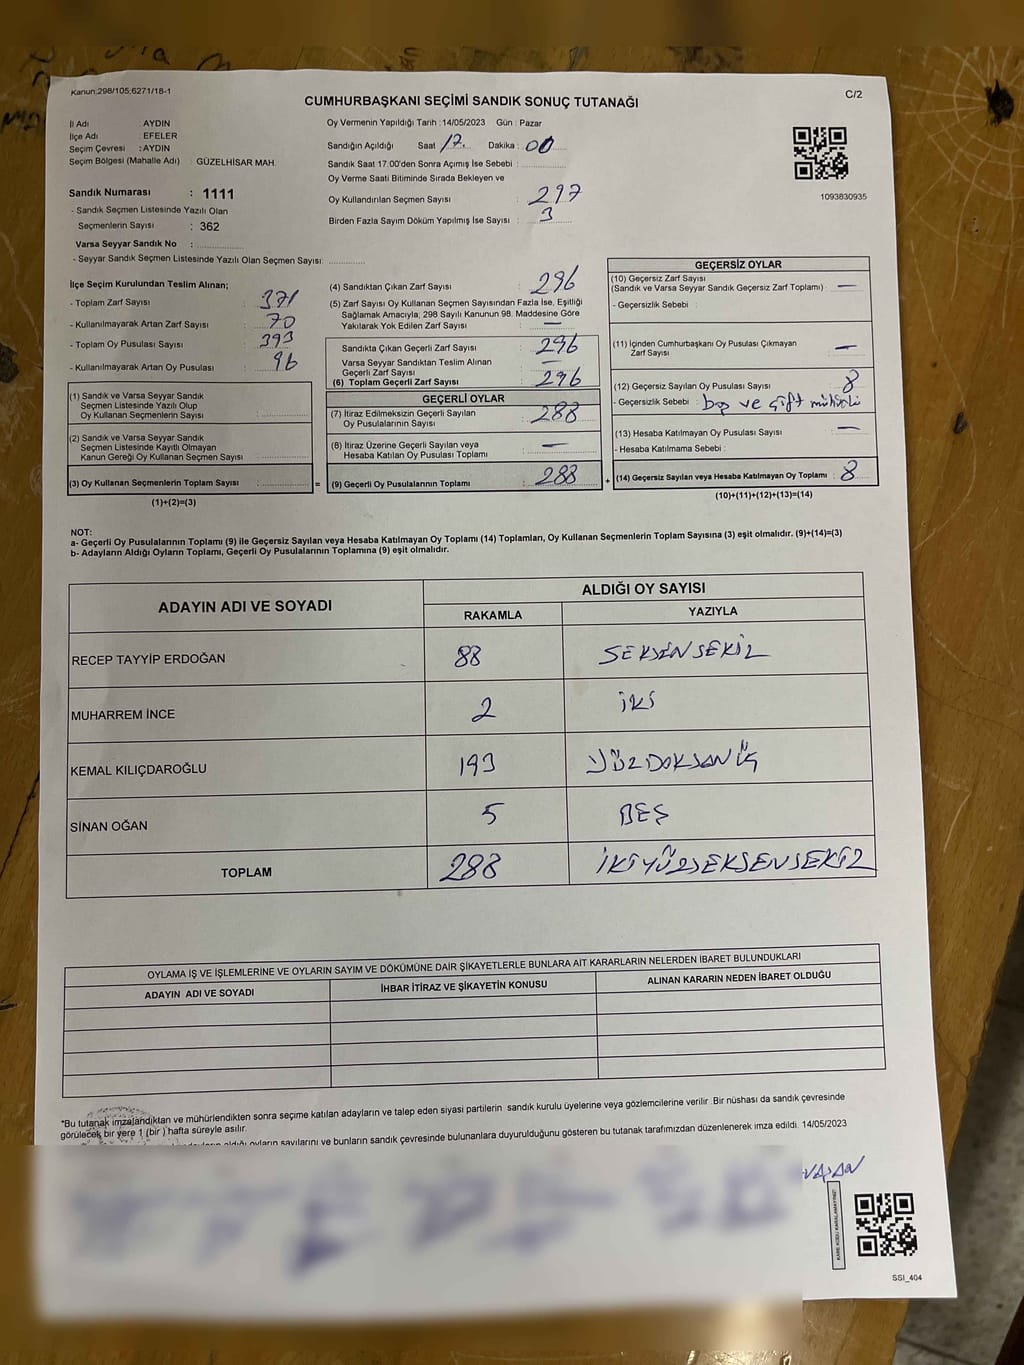 Kanun:298/105;6271/18-1
CUMHURBAŞKANI SEÇİMİ SANDIK SONUÇ TUTANAĞI
C/2
İl Adı AYDIN
İlçe Adı EFELER
Seçim Çevresi : AYDIN
Seçim Bölgesi (Mahalle Adı) : GÜZELHİSAR MAH.
Sandık Numarası : 1111
- Sandık Seçmen Listesinde Yazılı Olan
Seçmenlerin Sayısı : 362
Varsa Seyyar Sandık No :
- Seyyar Sandık Seçmen Listesinde Yazılı Olan Seçmen Sayısı:
Oy Vermenin Yapıldığı Tarih :14/05/2023 Gün : Pazar
Sandığın Açıldığı Saat : 17. Dakika : 00
Sandık Saat 17:00'den Sonra Açımış İse Sebebi :
Oy Verme Saati Bitiminde Sırada Bekleyen ve
Oy Kullandırılan Seçmen Sayısı : 297
Birden Fazla Sayım Döküm Yapılmış İse Sayısı : 3
1093830935
İlçe Seçim Kurulundan Teslim Alınan;
- Toplam Zarf Sayısı : 371
- Kullanılmayarak Artan Zarf Sayısı : 70
- Toplam Oy Pusulası Sayısı : 393
- Kullanılmayarak Artan Oy Pusulası : 96
(1) Sandık ve Varsa Seyyar Sandık
Seçmen Listesinde Yazılı Olup
Oy Kullanan Seçmenlerin Sayısı :
(2) Sandık ve Varsa Seyyar Sandık
Seçmen Listesinde Kayıtlı Olmayan
Kanun Gereği Oy Kullanan Seçmen Sayısı :
(3) Oy Kullanan Seçmenlerin Toplam Sayısı :
=
(1)+(2)=(3)
(4) Sandıktan Çıkan Zarf Sayısı : 296
(5) Zarf Sayısı Oy Kullanan Seçmen Sayısından Fazla İse, Eşitliği
Sağlamak Amacıyla; 298 Sayılı Kanunun 98. Maddesine Göre
Yakılarak Yok Edilen Zarf Sayısı : —
Sandıkta Çıkan Geçerli Zarf Sayısı : 296
Varsa Seyyar Sandıktan Teslim Alınan
Geçerli Zarf Sayısı : —
(6) Toplam Geçerli Zarf Sayısı : 296
GEÇERLİ OYLAR
(7) İtiraz Edilmeksizin Geçerli Sayılan
Oy Pusulalarının Sayısı : 288
(8) İtiraz Üzerine Geçerli Sayılan veya
Hesaba Katılan Oy Pusulası Toplamı : —
(9) Geçerli Oy Pusulalarının Toplamı : 288
+
GEÇERSİZ OYLAR
(10) Geçersiz Zarf Sayısı
(Sandık ve Varsa Seyyar Sandık Geçersiz Zarf Toplamı) : —
- Geçersizlik Sebebi :
(11) İçinden Cumhurbaşkanı Oy Pusulası Çıkmayan
Zarf Sayısı : —
(12) Geçersiz Sayılan Oy Pusulası Sayısı : 8
- Geçersizlik Sebebi : boş ve çift mühürlü
(13) Hesaba Katılmayan Oy Pusulası Sayısı : —
- Hesaba Katılmama Sebebi :
(14) Geçersiz Sayılan veya Hesaba Katılmayan Oy Toplamı : 8
(10)+(11)+(12)+(13)=(14)
NOT:
a- Geçerli Oy Pusulalarının Toplamı (9) ile Geçersiz Sayılan veya Hesaba Katılmayan Oy Toplamı (14) Toplamları, Oy Kullanan Seçmenlerin Toplam Sayısına (3) eşit olmalıdır. (9)+(14)=(3)
b- Adayların Aldığı Oyların Toplamı, Geçerli Oy Pusulalarının Toplamına (9) eşit olmalıdır.
ADAYIN ADI VE SOYADI ALDIĞI OY SAYISI
RAKAMLA YAZIYLA
RECEP TAYYİP ERDOĞAN 88 SEKSENSEKİZ
MUHARREM İNCE 2 İKİ
KEMAL KILIÇDAROĞLU 193 YÜZDOKSANÜÇ
SİNAN OĞAN 5 BEŞ
TOPLAM 288 İKİYÜZSEKSENSEKİZ
OYLAMA İŞ VE İŞLEMLERİNE VE OYLARIN SAYIM VE DÖKÜMÜNE DAİR ŞİKAYETLERLE BUNLARA AİT KARARLARIN NELERDEN İBARET BULUNDUKLARI
ADAYIN ADI VE SOYADI İHBAR İTİRAZ VE ŞİKAYETİN KONUSU ALINAN KARARIN NEDEN İBARET OLDUĞU
*Bu tutanak imzalandıktan ve mühürlendikten sonra seçime katılan adayların ve talep eden siyasi partilerin sandık kurulu üyelerine veya gözlemcilerine verilir. Bir nüshası da sandık çevresinde
görülecek bir yere 1 (bir ) hafta süreyle asılır.
aldığı oyların sayılarını ve bunların sandık çevresinde bulunanlara duyurulduğunu gösteren bu tutanak tarafımızdan düzenlenerek imza edildi. 14/05/2023
KARE KODU KARALAMAYINIZ!
SSI_404